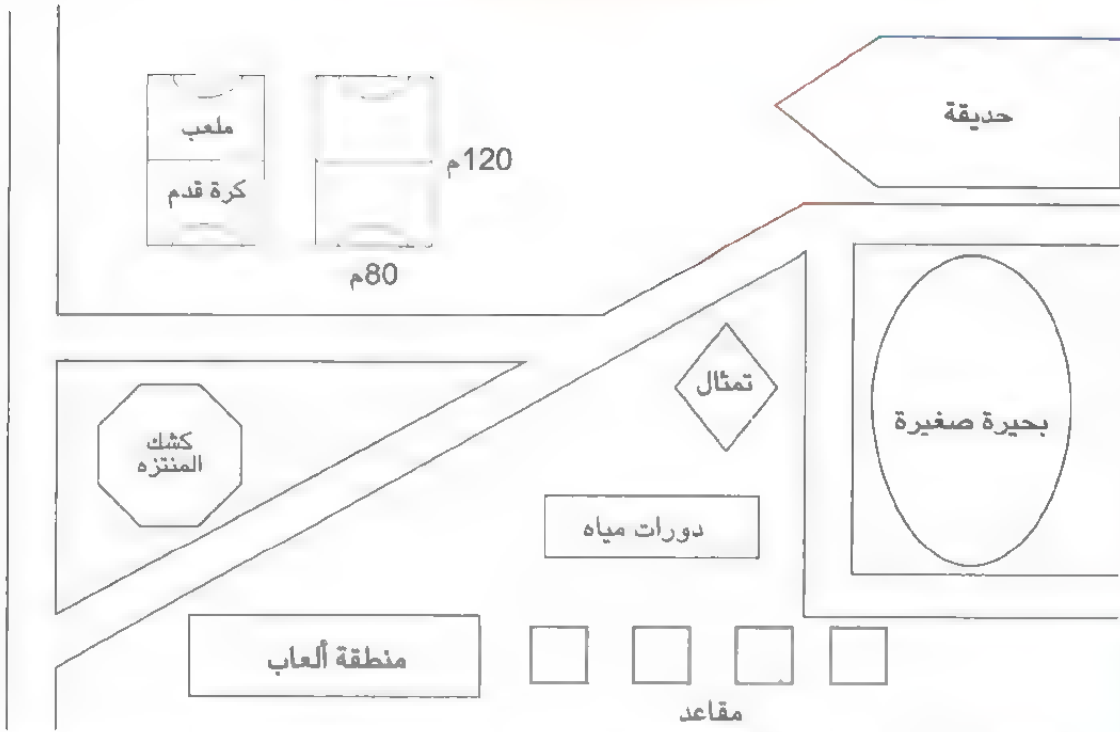 حديقة
ملعب
كرة قدم
120م
80م
تمثال
بحيرة صغيرة
كشك
المنتزه
دورات مياه
منطقة ألعاب
مقاعد